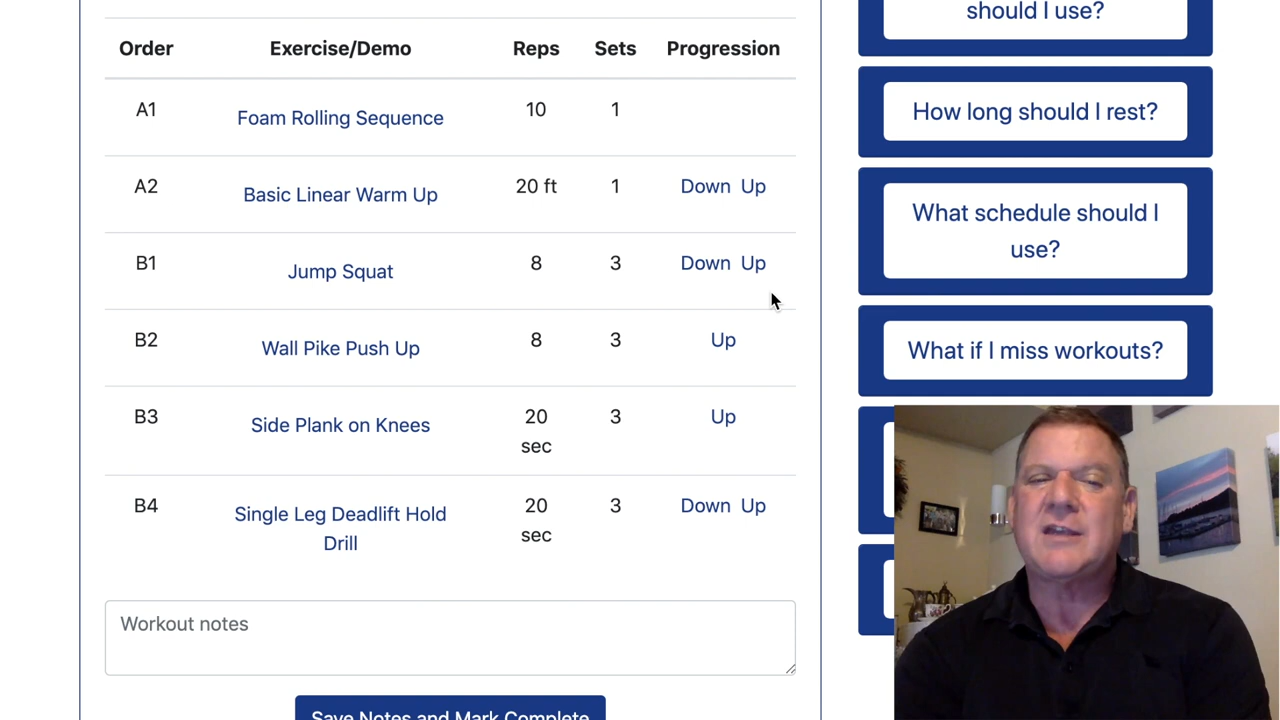 Order Exercise/Demo Reps Sets Progression
A1 Foam Rolling Sequence 10 1
A2 Basic Linear Warm Up 20 ft 1 Down Up
B1 Jump Squat 8 3 Down Up
B2 Wall Pike Push Up 8 3 Up
B3 Side Plank on Knees 20 3 Up
sec
B4 Single Leg Deadlift Hold 20 3 Down Up
Drill sec
Workout notes
Save Notes and Mark Complete
should I use?
How long should I rest?
What schedule should I
use?
What if I miss workouts?